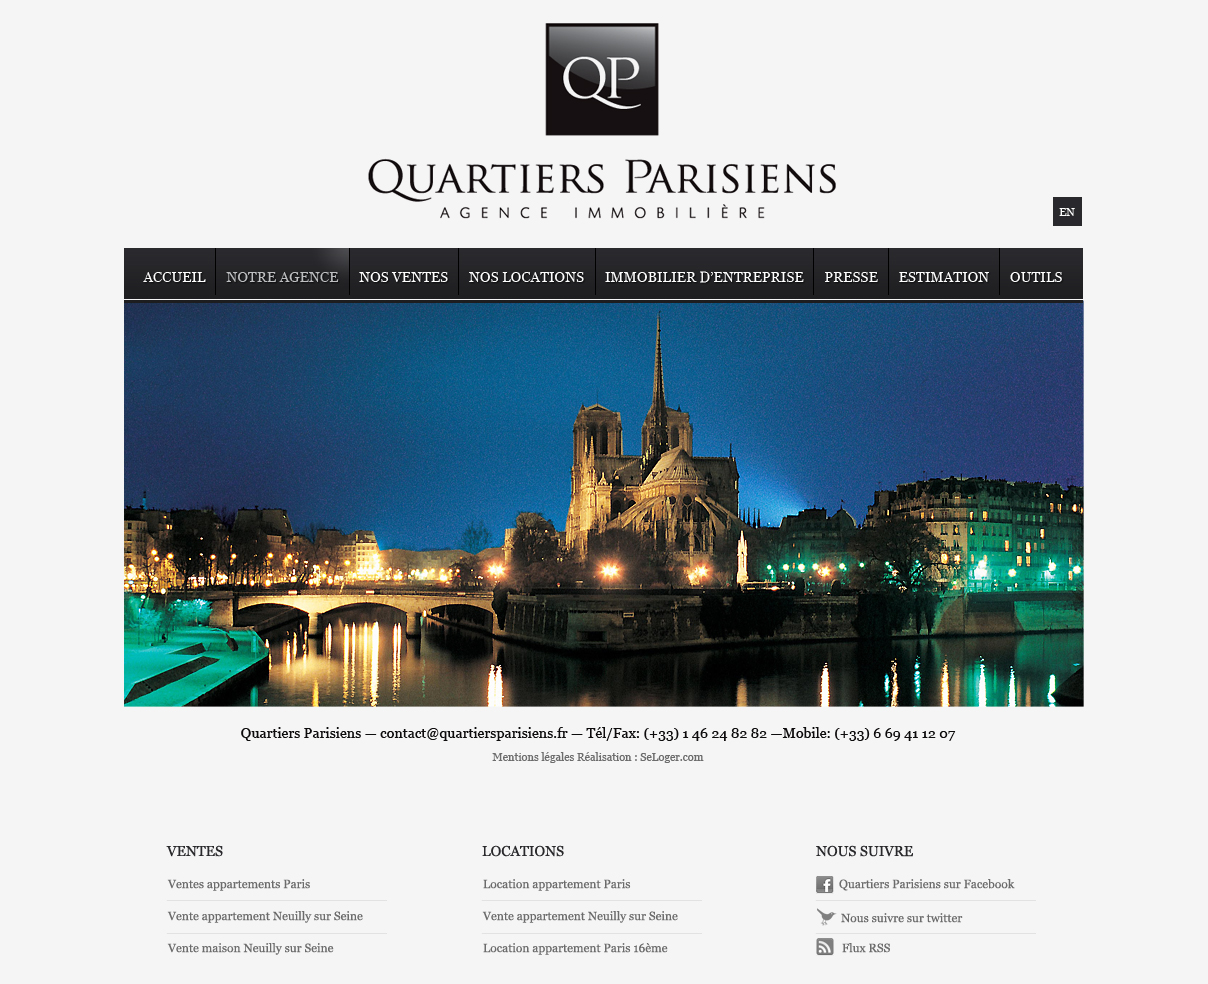 QP
QUARTIERS PARISIENS
AGENCE IMMOBILIÈRE
EN
ACCUEIL NOTRE AGENCE NOS VENTES NOS LOCATIONS IMMOBILIER D'ENTREPRISE PRESSE ESTIMATION OUTILS
Quartiers Parisiens — contact@quartiersparisiens.fr — Tél/Fax: (+33) 1 46 24 82 82 —Mobile: (+33) 6 69 41 12 07
Mentions légales Réalisation : SeLoger.com
VENTES
Ventes appartements Paris
Vente appartement Neuilly sur Seine
Vente maison Neuilly sur Seine
LOCATIONS
Location appartement Paris
Vente appartement Neuilly sur Seine
Location appartement Paris 16ème
NOUS SUIVRE
Quartiers Parisiens sur Facebook
Nous suivre sur twitter
Flux RSS